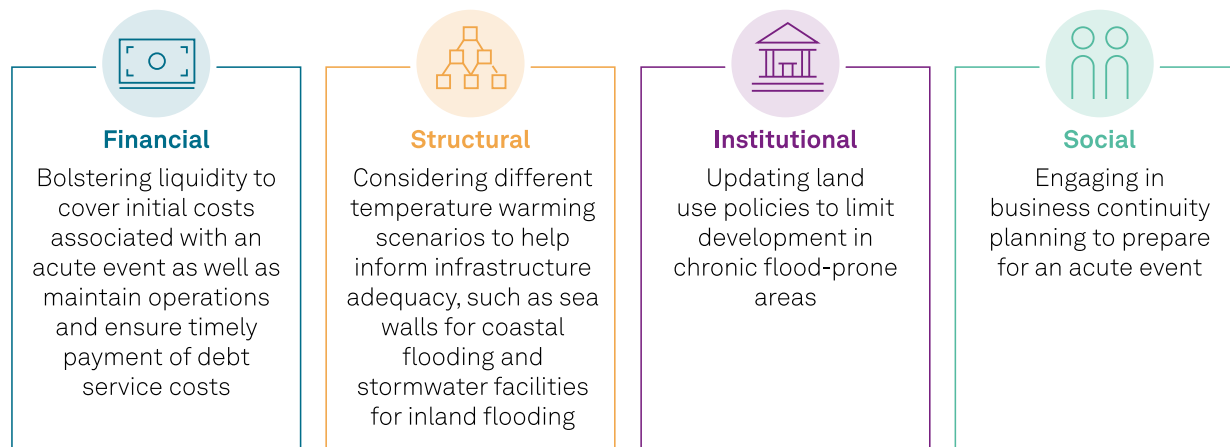 Financial
Bolstering liquidity to
cover initial costs
associated with an
acute event as well as
maintain operations
and ensure timely
payment of debt
service costs
Structural
Considering different
temperature warming
scenarios to help
inform infrastructure
adequacy, such as sea
walls for coastal
flooding and
stormwater facilities
for inland flooding
Institutional
Updating land
use policies to limit
development in
chronic flood-prone
areas
Social
Engaging in
business continuity
planning to prepare
for an acute event